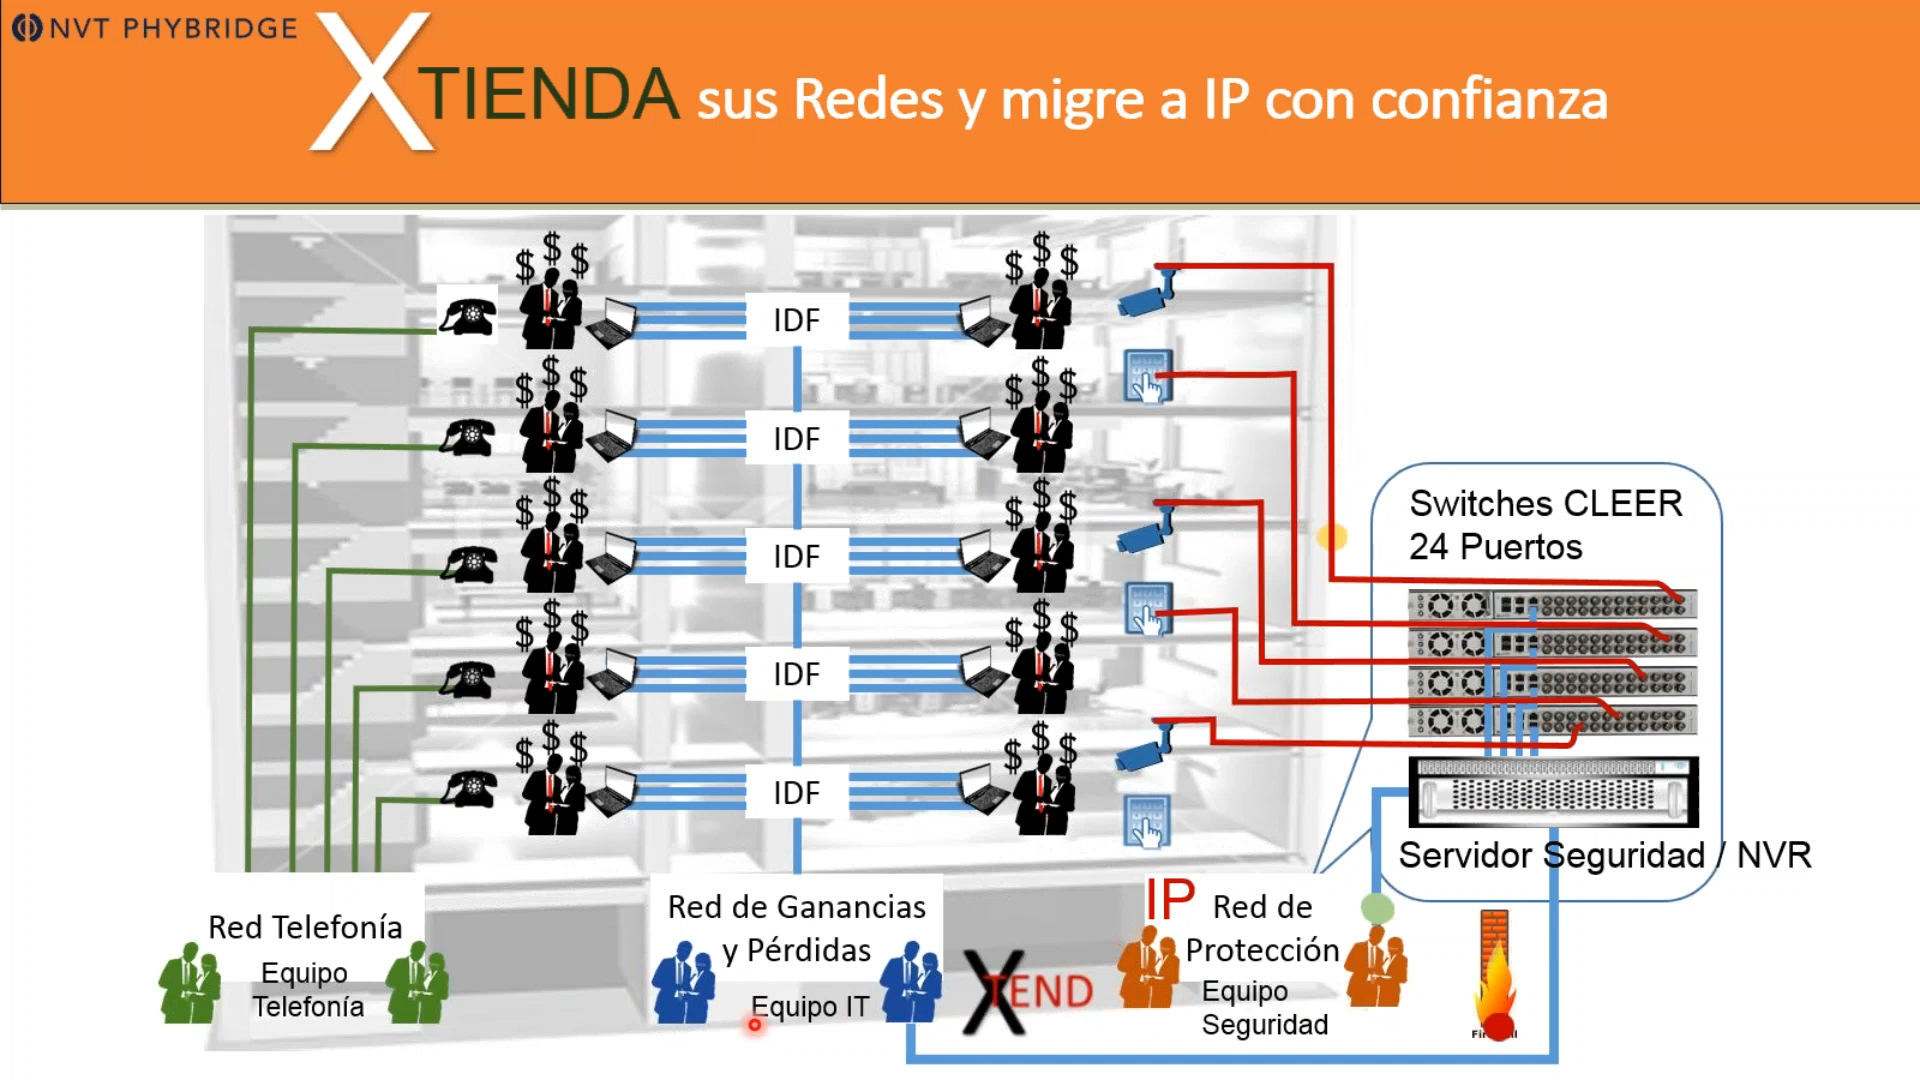 NVT PHYBRIDGE
XTIENDA sus Redes y migre a IP con confianza
$ $ $
$ $ $
IDF
$ $ $
$ $ $
IDF
$ $ $
$ $ $
IDF
$ $ $
$ $ $
IDF
$ $ $
$ $ $
IDF
Switches CLEER
24 Puertos
Servidor Seguridad / NVR
Red Telefonía
Equipo
Telefonía
Red de Ganancias
y Pérdidas
Equipo IT
XTEND
IP Red de
Protección
Equipo
Seguridad